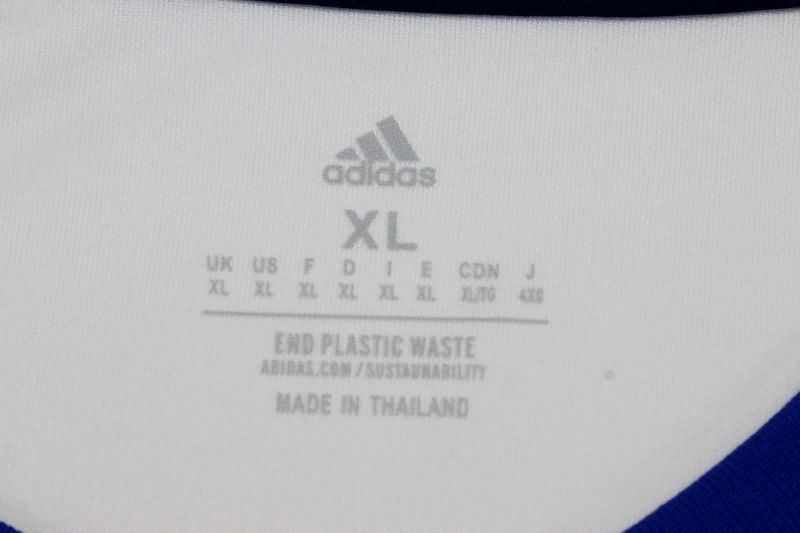 adidas
XL
UK US F D I E CDN J
XL XL XL XL XL XL XL/TG
END PLASTIC WASTE
ADIDAS.COM/SUSTAINABILITY
MADE IN THAILAND